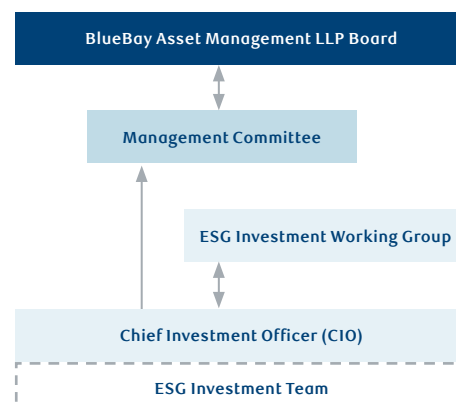 BlueBay Asset Management LLP Board
Management Committee
ESG Investment Working Group
Chief Investment Officer (CIO)
ESG Investment Team